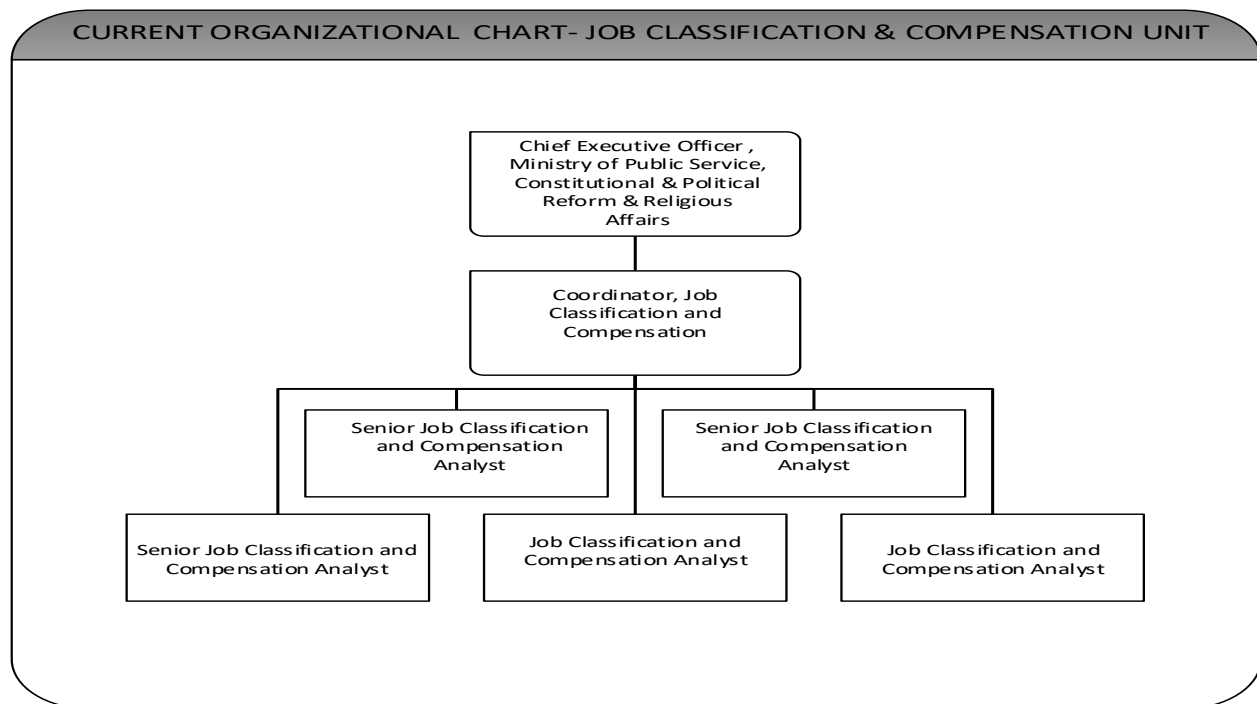 CURRENT ORGANIZATIONAL CHART- JOB CLASSIFICATION & COMPENSATION UNIT
Chief Executive Officer ,
Ministry of Public Service,
Constitutional & Political
Reform & Religious
Affairs
Coordinator, Job
Classification and
Compensation
Senior Job Classification
and Compensation
Analyst
Senior Job Classification
and Compensation
Analyst
Senior Job Classification and
Compensation Analyst
Job Classification and
Compensation Analyst
Job Classification and
Compensation Analyst